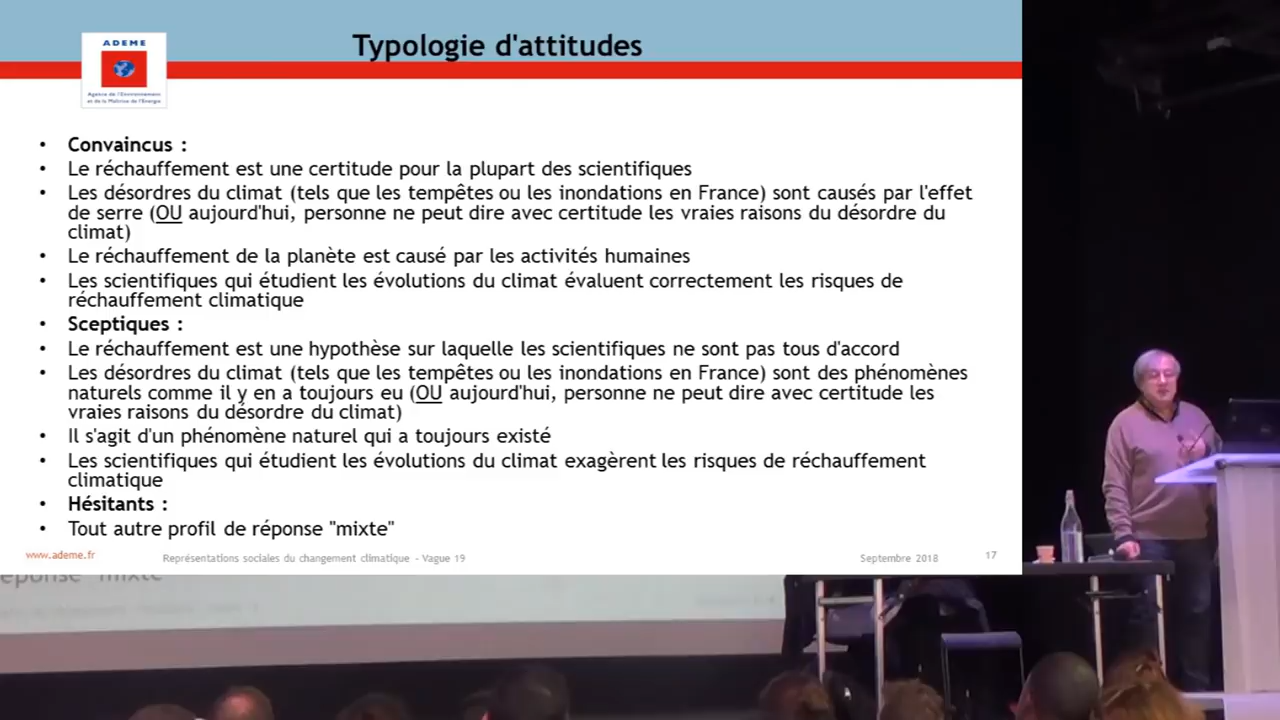 Typologie d'attitudes
ADEME
Agence de l'Environnement
et de la Maîtrise de l'Energie
• Convaincus :
• Le réchauffement est une certitude pour la plupart des scientifiques
• Les désordres du climat (tels que les tempêtes ou les inondations en France) sont causés par l'effet
de serre (OU aujourd'hui, personne ne peut dire avec certitude les vraies raisons du désordre du
climat)
• Le réchauffement de la planète est causé par les activités humaines
• Les scientifiques qui étudient les évolutions du climat évaluent correctement les risques de
réchauffement climatique
• Sceptiques :
• Le réchauffement est une hypothèse sur laquelle les scientifiques ne sont pas tous d'accord
• Les désordres du climat (tels que les tempêtes ou les inondations en France) sont des phénomènes
naturels comme il y en a toujours eu (OU aujourd'hui, personne ne peut dire avec certitude les
vraies raisons du désordre du climat)
• Il s'agit d'un phénomène naturel qui a toujours existé
• Les scientifiques qui étudient les évolutions du climat exagèrent les risques de réchauffement
climatique
• Hésitants :
• Tout autre profil de réponse "mixte"
www.ademe.fr
Représentations sociales du changement climatique - Vague 19
Septembre 2018
17